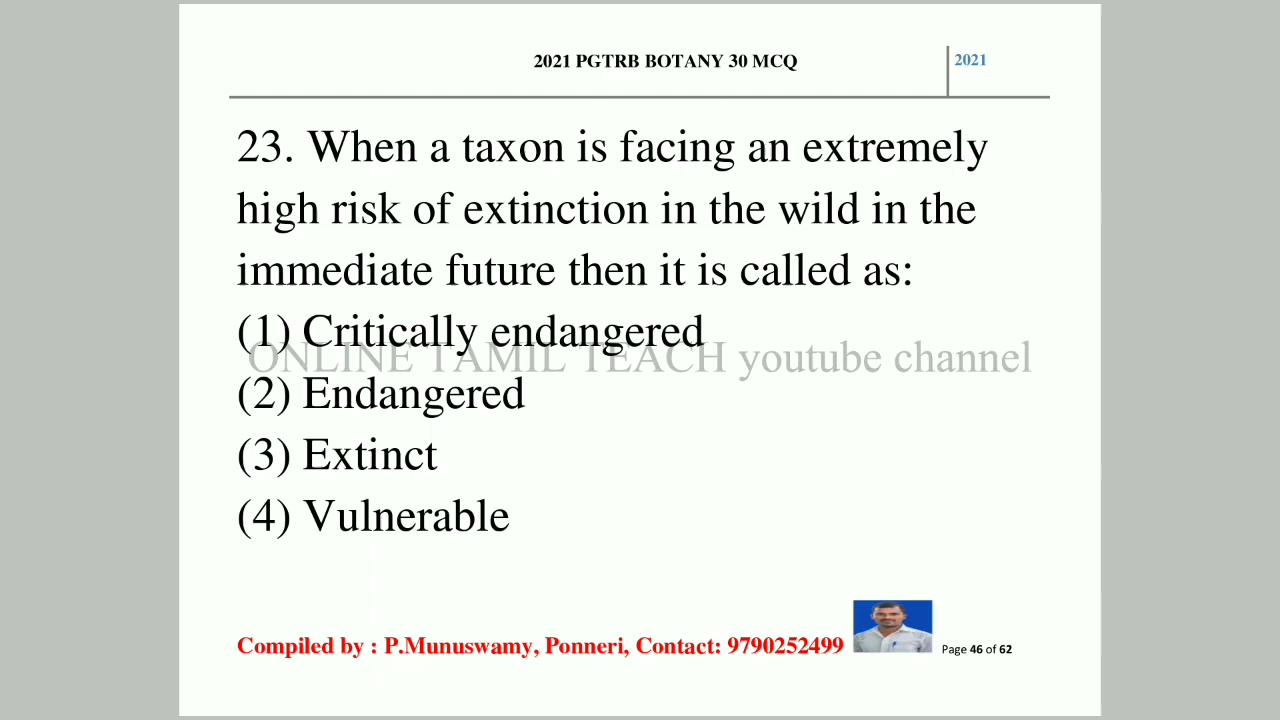 2021 PGTRB BOTANY 30 MCQ
2021
23. When a taxon is facing an extremely
high risk of extinction in the wild in the
immediate future then it is called as:
(1) Critically endangered
ONLINE TAMIL TEACH youtube channel
(2) Endangered
(3) Extinct
(4) Vulnerable
Compiled by : P.Munuswamy, Ponneri, Contact: 9790252499
Page 46 of 62